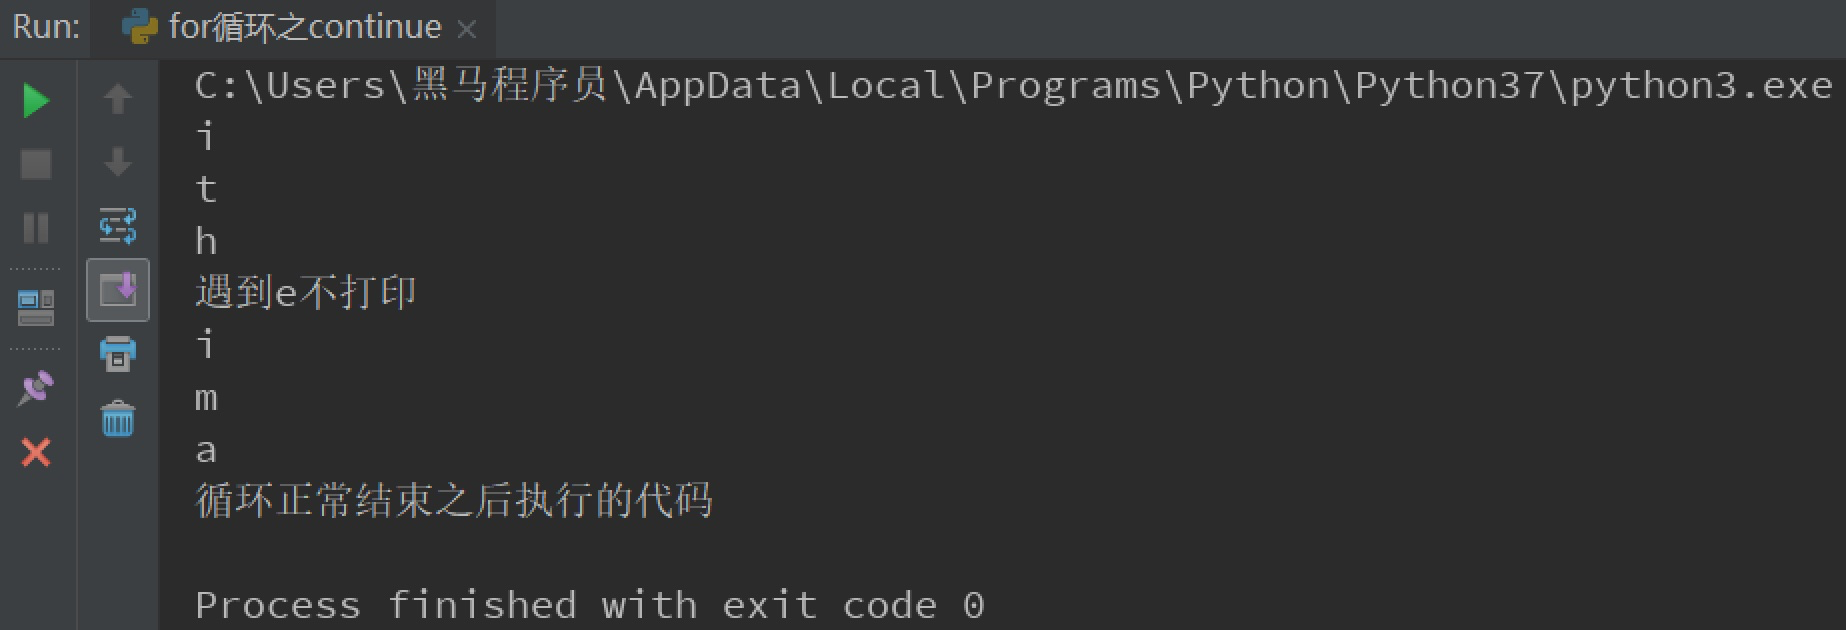 Run: for循环之continue
C:\Users\黑马程序员\AppData\Local\Programs\Python\Python37\python3.exe
i
t
h
遇到e不打印
i
m
a
循环正常结束之后执行的代码
Process finished with exit code 0